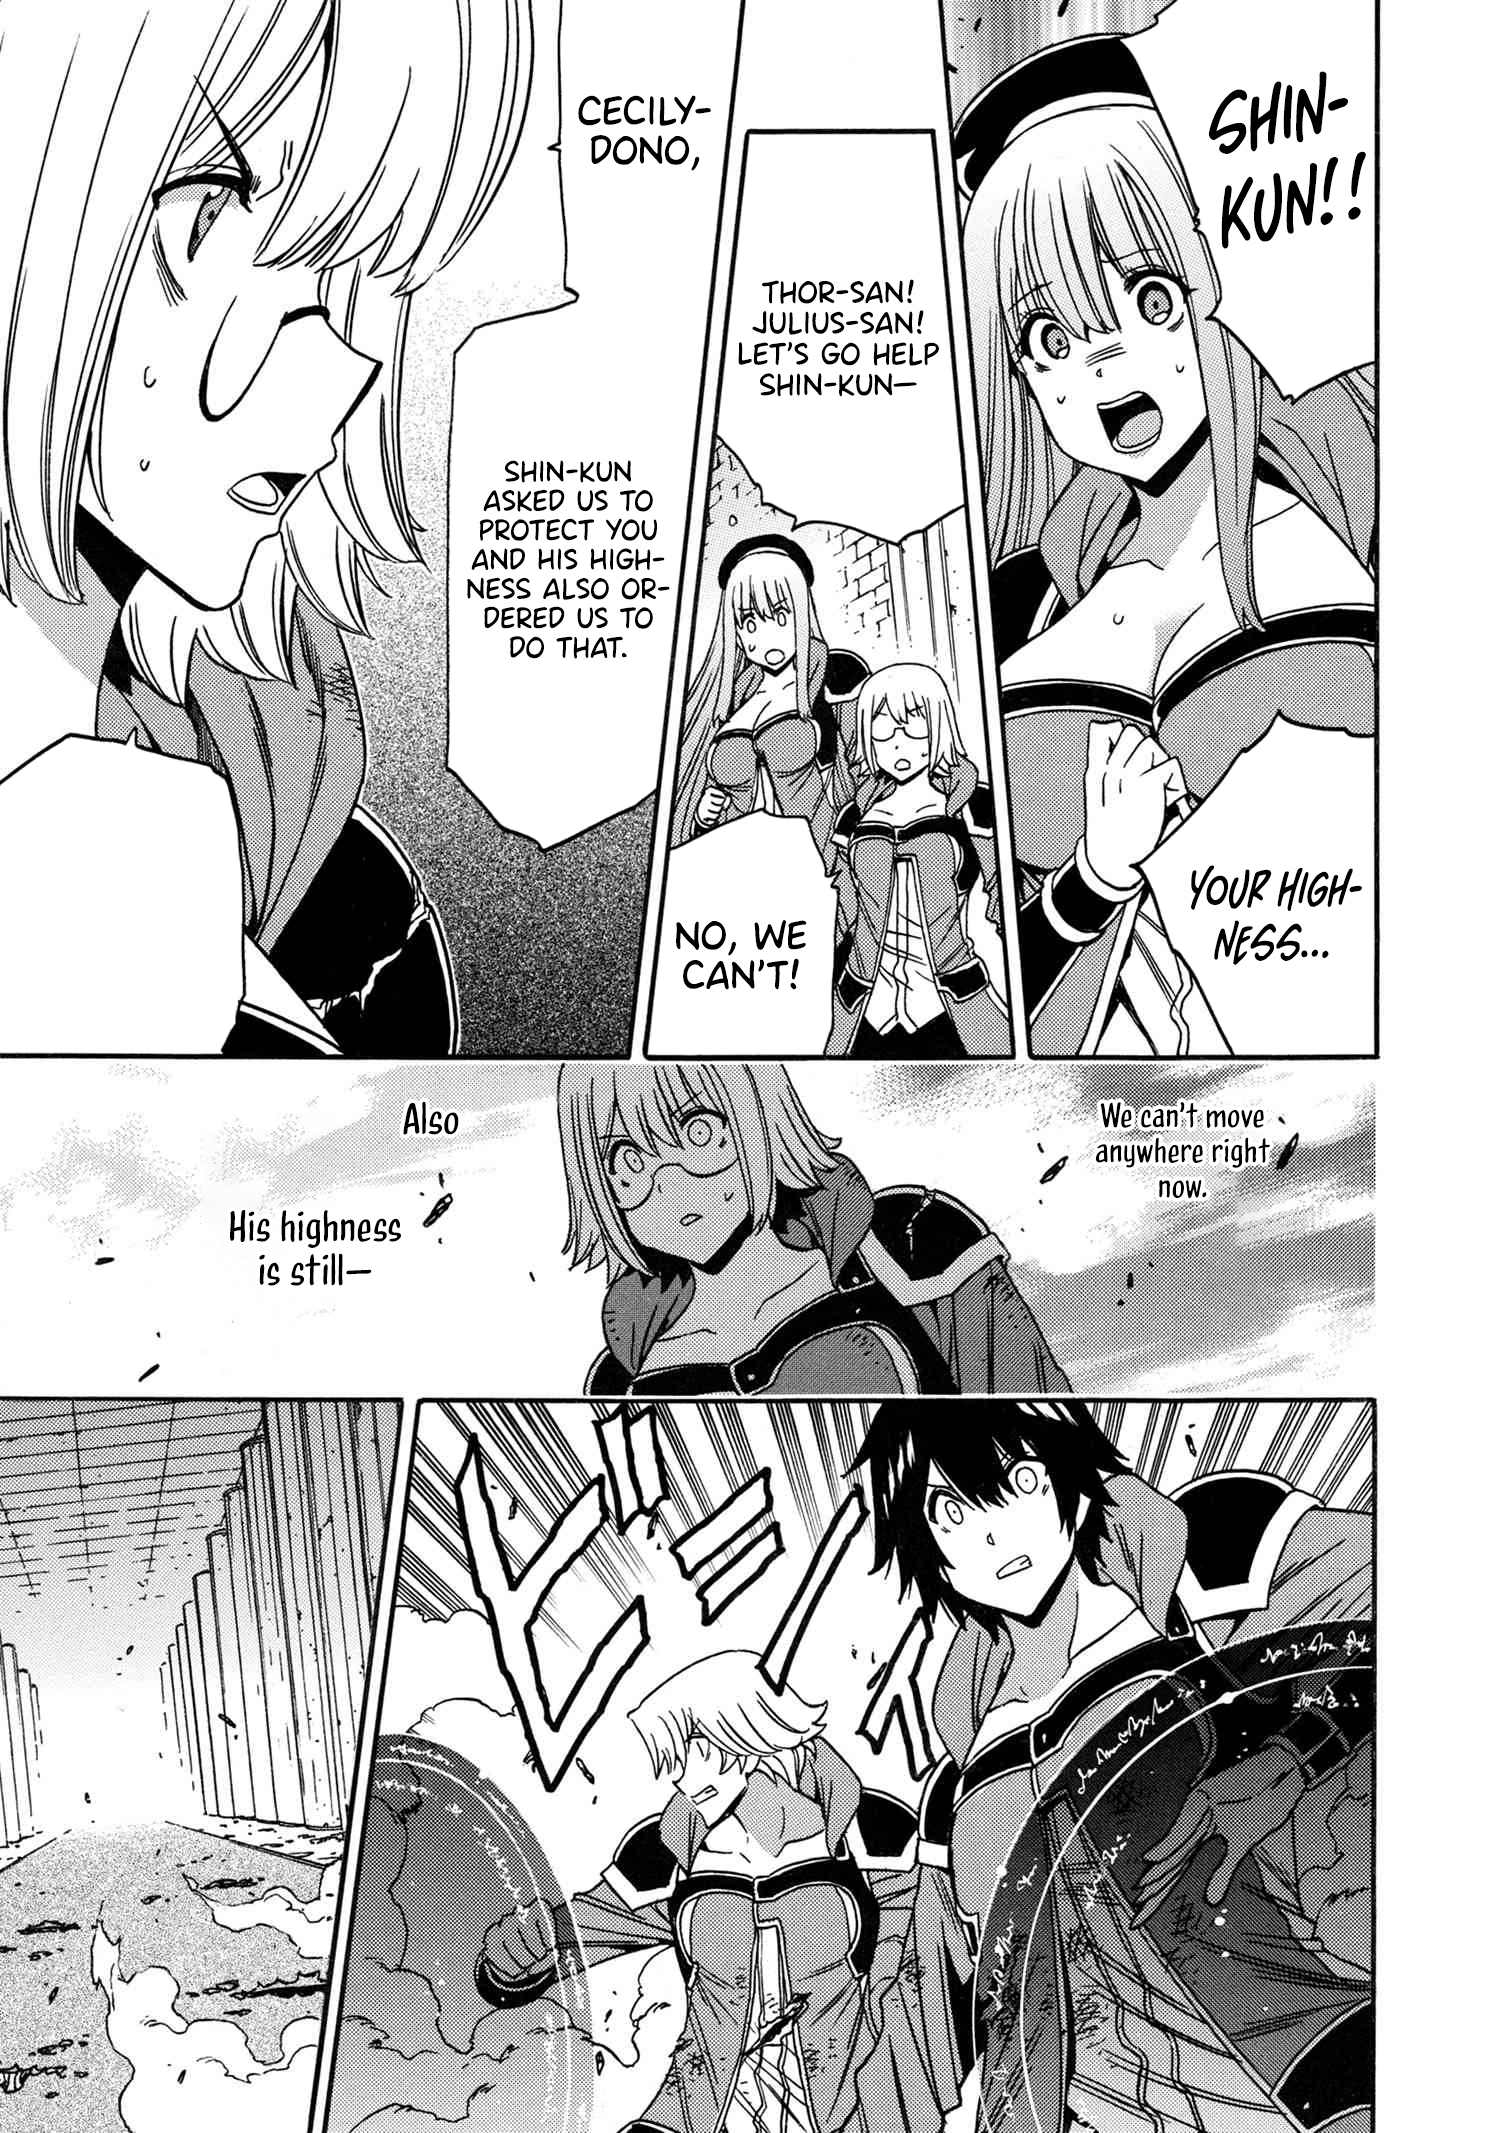 SHIN-
KUN!!
YOUR HIGH-
NESS...
THOR-SAN!
JULIUS-SAN!
LET'S GO HELP
SHIN-KUN—
NO, WE
CAN'T!
CECILY-
DONO,
SHIN-KUN
ASKED US TO
PROTECT YOU
AND HIS HIGH-
NESS ALSO OR-
DERED US TO
DO THAT.
We can't move
anywhere right
now.
Also
His highness
is still—